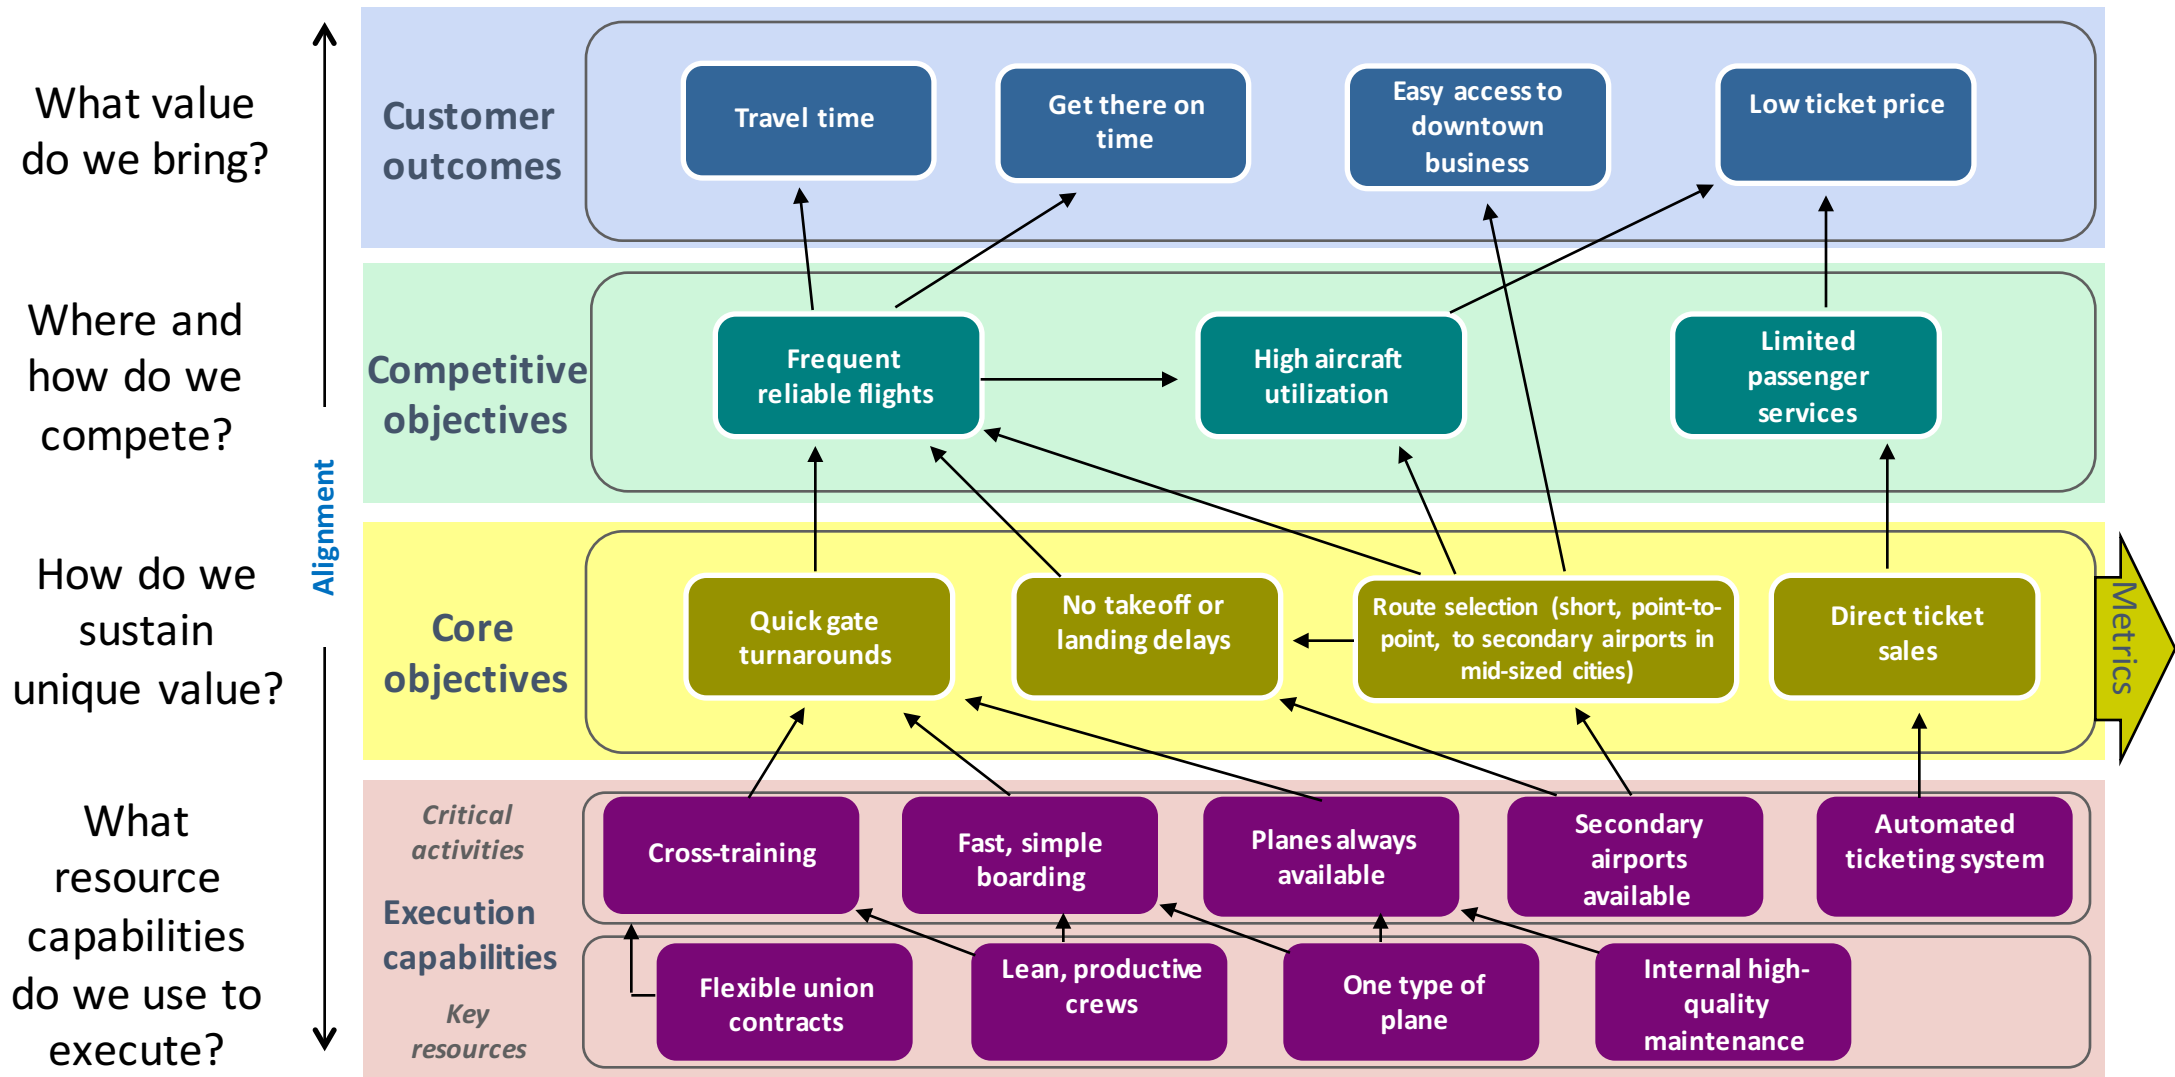 What value
do we bring?
Customer
outcomes
Travel time
Get there on
time
Easy access to
downtown
business
Low ticket price
Where and
how do we
compete?
Competitive
objectives
Frequent
reliable flights
High aircraft
utilization
Limited
passenger
services
Alignment
How do we
sustain
unique value?
Core
objectives
Quick gate
turnarounds
No takeoff or
landing delays
Route selection (short, point-to-
point, to secondary airports in
mid-sized cities)
Direct ticket
sales
Metrics
What
resource
capabilities
do we use to
execute?
Critical
activities
Execution
capabilities
Key
resources
Cross-training
Fast, simple
boarding
Planes always
available
Secondary
airports
available
Automated
ticketing system
Flexible union
contracts
Lean, productive
crews
One type of
plane
Internal high-
quality
maintenance